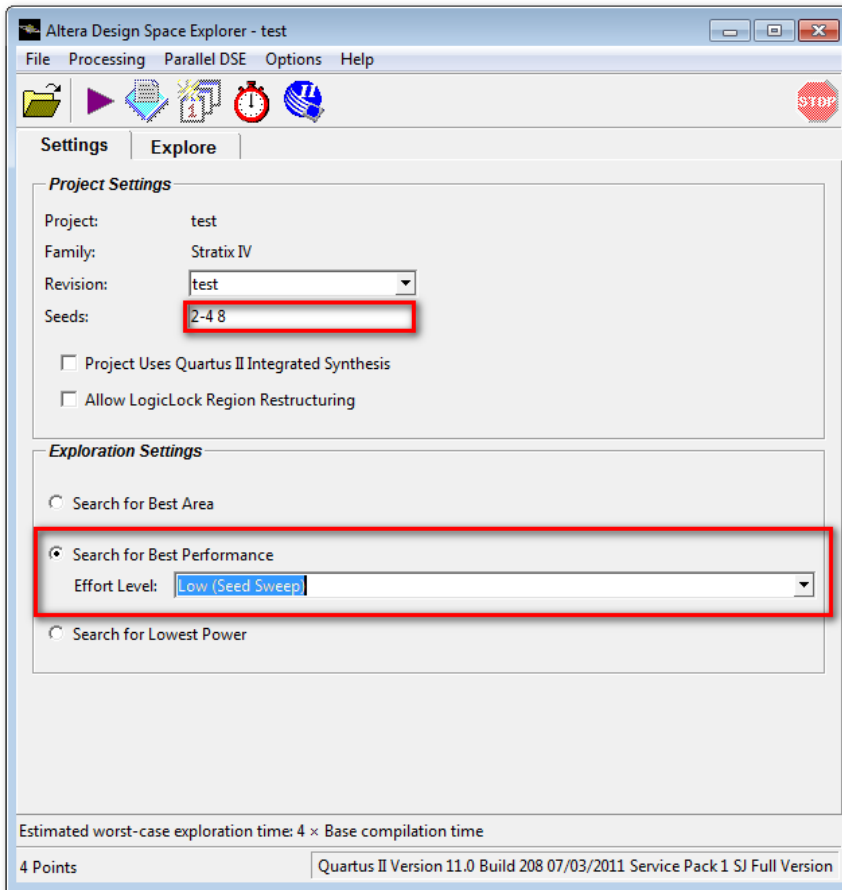 Altera Design Space Explorer - test
File Processing Parallel DSE Options Help
1 II STOP
Settings Explore
Project Settings
Project: test
Family: Stratix IV
Revision: test
Seeds: 2-4 8
Project Uses Quartus II Integrated Synthesis
Allow LogicLock Region Restructuring
Exploration Settings
Search for Best Area
Search for Best Performance
Effort Level: Low (Seed Sweep)
Search for Lowest Power
Estimated worst-case exploration time: 4 × Base compilation time
4 Points Quartus II Version 11.0 Build 208 07/03/2011 Service Pack 1 SJ Full Version